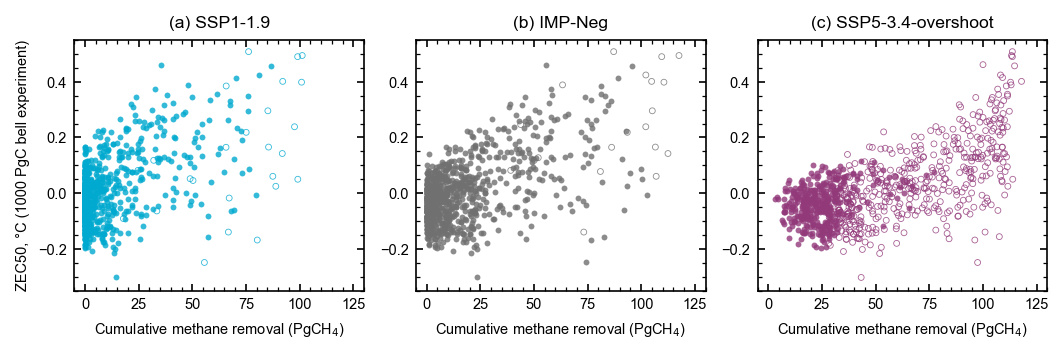 (a) SSP1-1.9 (b) IMP-Neg (c) SSP5-3.4-overshoot
ZEC50, °C (1000 PgC bell experiment)
0.4 0.4 0.4
0.2 0.2 0.2
0.0 0.0 0.0
−0.2 −0.2 −0.2
0 25 50 75 100 125 0 25 50 75 100 125 0 25 50 75 100 125
Cumulative methane removal (PgCH₄) Cumulative methane removal (PgCH₄) Cumulative methane removal (PgCH₄)